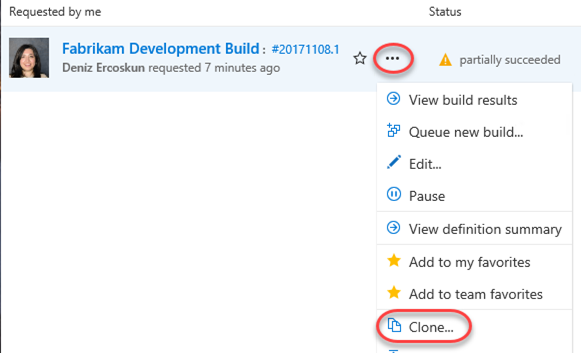 Requested by me
Status
Fabrikam Development Build : #20171108.1
Deniz Ercoskun requested 7 minutes ago
partially succeeded
View build results
Queue new build...
Edit...
Pause
View definition summary
Add to my favorites
Add to team favorites
Clone...